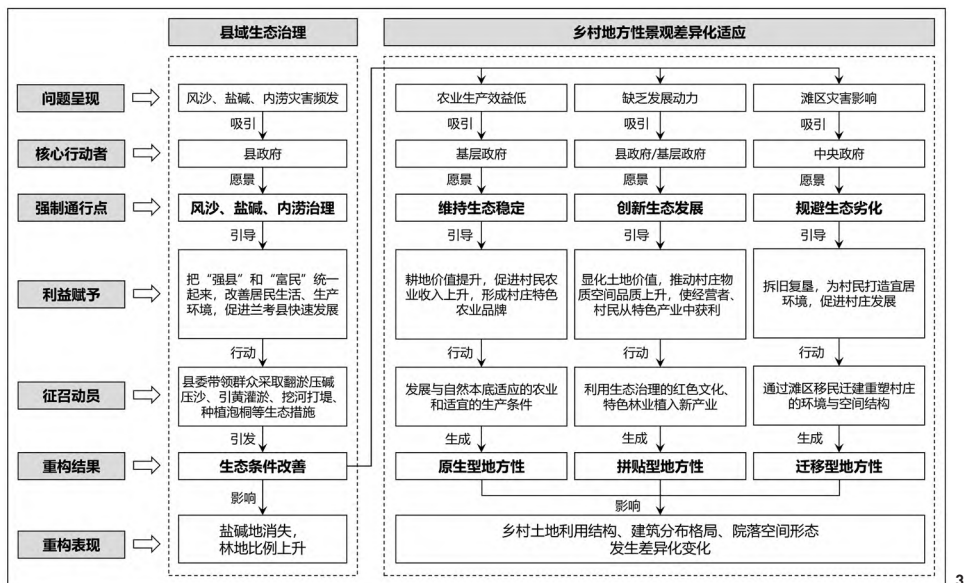 县域生态治理
乡村地方性景观差异化适应
问题呈现
风沙、盐碱、内涝灾害频发
农业生产效益低
缺乏发展动力
滩区灾害影响
吸引
吸引
吸引
吸引
核心行动者
县政府
基层政府
县政府/基层政府
中央政府
愿景
愿景
愿景
愿景
强制通行点
风沙、盐碱、内涝治理
维持生态稳定
创新生态发展
规避生态劣化
引导
引导
引导
引导
利益赋予
把“强县”和“富民”统一
起来，改善居民生活、生产
环境，促进兰考县快速发展
耕地价值提升，促进村民农
业收入上升，形成村庄特色
农业品牌
显化土地价值，推动村庄物
质空间品质上升，使经营者、
村民从特色产业中获利
拆旧复垦，为村民打造宜居
环境，促进村庄发展
行动
行动
行动
行动
征召动员
县委带领群众采取翻淤压碱
压沙、引黄灌淤、挖河打堤、
种植泡桐等生态措施
发展与自然本底适应的农业
和适宜的生产条件
利用生态治理的红色文化、
特色林业植入新产业
通过滩区移民迁建重塑村庄
的环境与空间结构
引发
生成
生成
生成
重构结果
生态条件改善
原生型地方性
拼贴型地方性
迁移型地方性
影响
影响
重构表现
盐碱地消失，
林地比例上升
乡村土地利用结构、建筑分布格局、院落空间形态
发生差异化变化
3